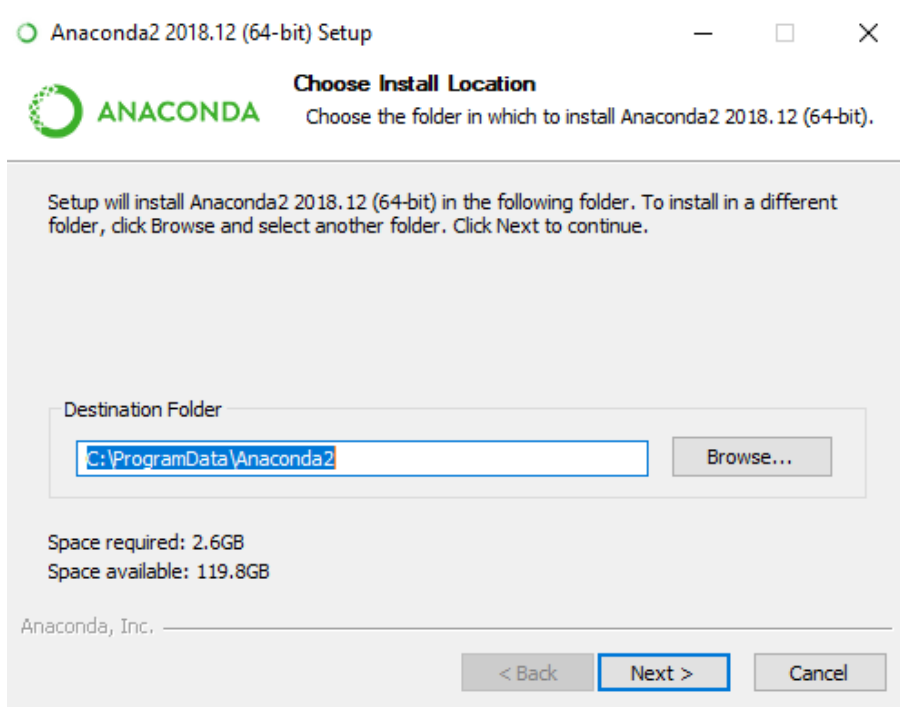 Anaconda2 2018.12 (64-bit) Setup
ANACONDA
Choose Install Location
Choose the folder in which to install Anaconda2 2018.12 (64-bit).
Setup will install Anaconda2 2018.12 (64-bit) in the following folder. To install in a different
folder, click Browse and select another folder. Click Next to continue.
Destination Folder
C:\ProgramData\Anaconda2
Browse...
Space required: 2.6GB
Space available: 119.8GB
Anaconda, Inc.
< Back
Next >
Cancel